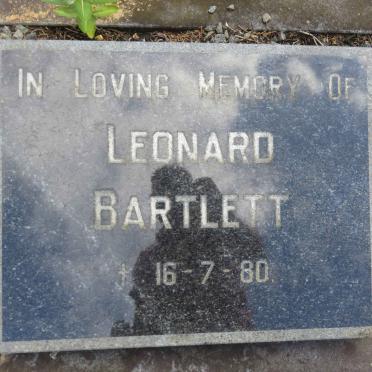 In Loving Memory Of
Leonard
Bartlett
+ 16-7-80